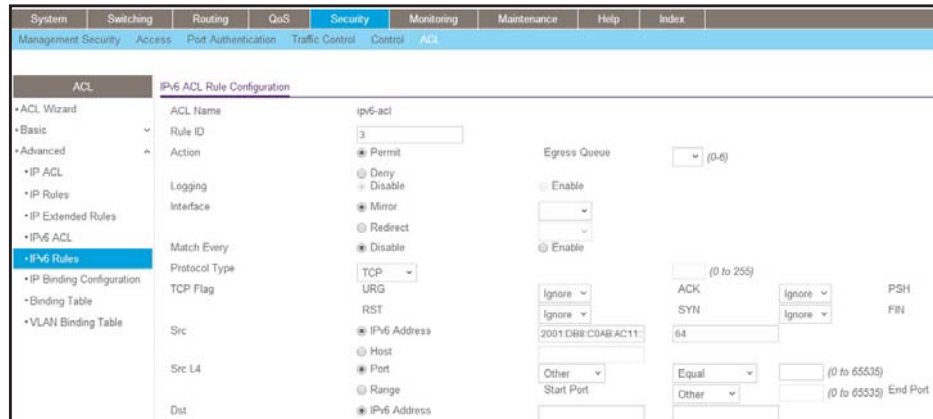 System Switching Routing QoS Security Monitoring Maintenance Help Index
Management Security Access Port Authentication Traffic Control Control ACL
ACL
• ACL Wizard
• Basic
• Advanced
• IP ACL
• IP Rules
• IP Extended Rules
• IPv6 ACL
• IPv6 Rules
• IP Binding Configuration
• Binding Table
• VLAN Binding Table
IPv6 ACL Rule Configuration
ACL Name ipv6-acl
Rule ID 3
Action Permit Egress Queue (0-6)
Deny
Logging Disable Enable
Interface Mirror
Redirect
Match Every Disable Enable
Protocol Type TCP (0 to 255)
TCP Flag URG Ignore ACK Ignore PSH
RST Ignore SYN Ignore FIN
Src IPv6 Address 2001:DB8:C0AB:AC11: 64
Host
Src L4 Port Other Equal (0 to 65535)
Range Start Port Other (0 to 65535) End Port
Dst IPv6 Address